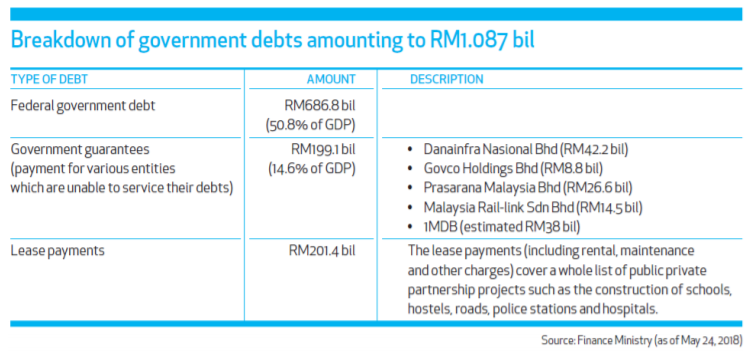 Breakdown of government debts amounting to RM1.087 bil
TYPE OF DEBT AMOUNT DESCRIPTION
Federal government debt RM686.8 bil
(50.8% of GDP)
Government guarantees RM199.1 bil • Danainfra Nasional Bhd (RM42.2 bil)
(payment for various entities (14.6% of GDP) • Govco Holdings Bhd (RM8.8 bil)
which are unable to service their debts) • Prasarana Malaysia Bhd (RM26.6 bil)
• Malaysia Rail-link Sdn Bhd (RM14.5 bil)
• 1MDB (estimated RM38 bil)
Lease payments RM201.4 bil The lease payments (including rental, maintenance
and other charges) cover a whole list of public private
partnership projects such as the construction of schools,
hostels, roads, police stations and hospitals.
Source: Finance Ministry (as of May 24, 2018)